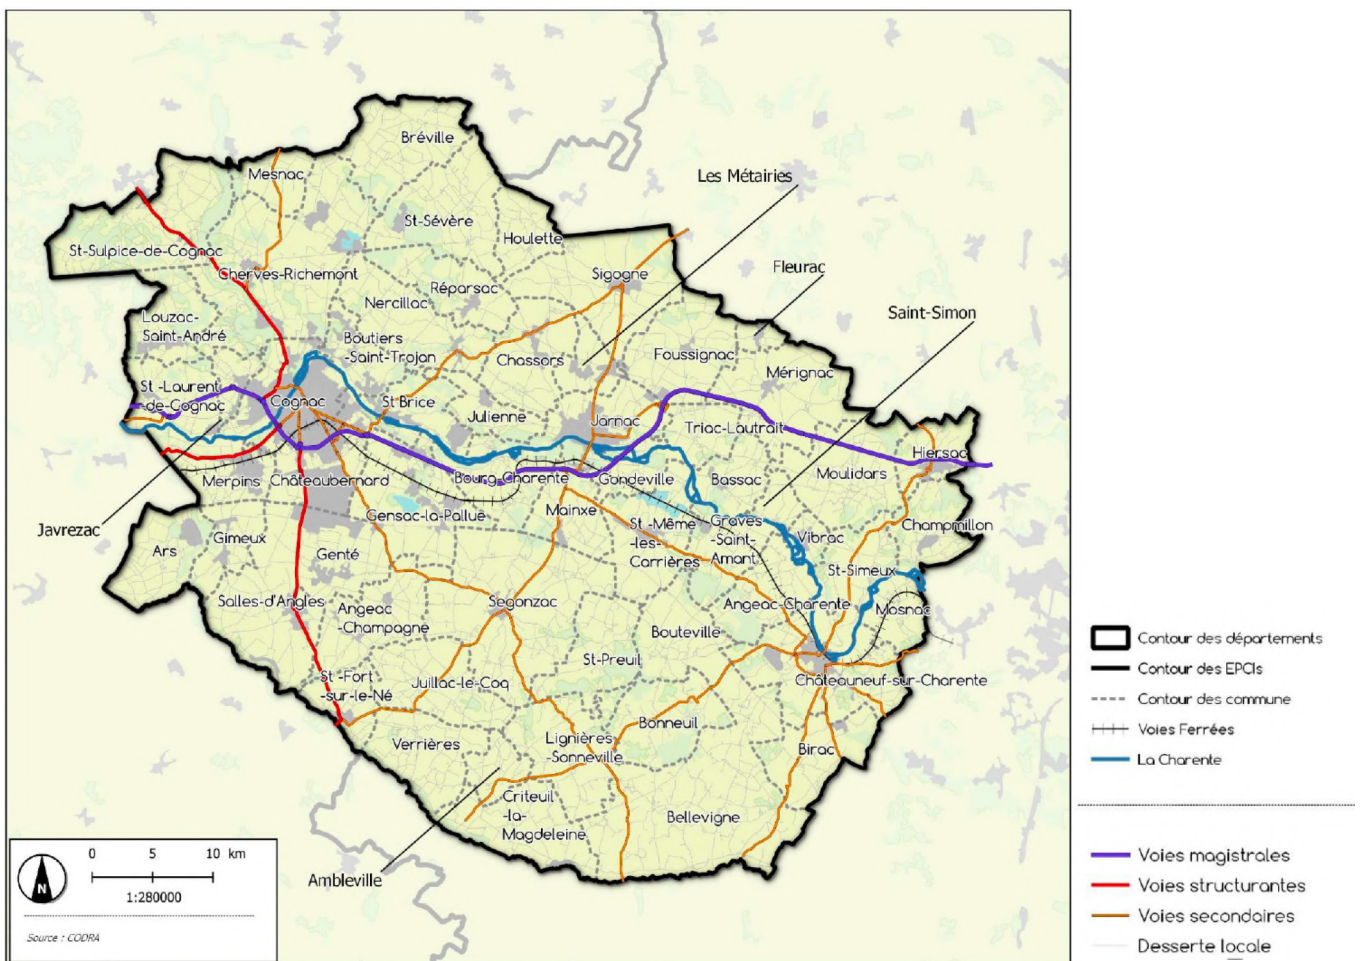 Bréville
Mesnac
Les Métairies
St-Sévère
Houlette
St-Sulpice-de-Cognac
Cherves-Richemont
Sigogne
Fleurac
Réparsac
Nercillac
Saint-Simon
Louzac-
Saint-André
Boutiers
-Saint-Trojan
Chassors
Foussignac
Mérignac
St -Laurent
-de-Cognac
Cognac
St Brice
Julienne
Jarnac
Triac-Lautrait
Hiersac
Merpins
Châteaubernard
Bourg Charente
Gondeville
Bassac
Moulidars
Javrezac
Gensac-la-Pallue
Mainxe
St -Même
-les-
Carrières
Graves
-Saint-
Amant
Vibrac
Champmillon
Ars
Gimeux
Genté
St-Simeux
Salles-d'Angles
Angeac
-Champagne
Segonzac
Angeac-Charente
Mosnac
Bouteville
St-Preuil
St -Fort
-sur-le-Né
Juillac-le-Coq
Châteauneuf-sur-Charente
Verrières
Lignières
-Sonneville
Bonneuil
Birac
Criteuil
-la-
Magdeleine
Bellevigne
Ambleville
0 5 10 km
N
1:280000
Source : CODRA
Contour des départements
Contour des EPCIs
Contour des commune
Voies Ferrées
La Charente
Voies magistrales
Voies structurantes
Voies secondaires
Desserte locale